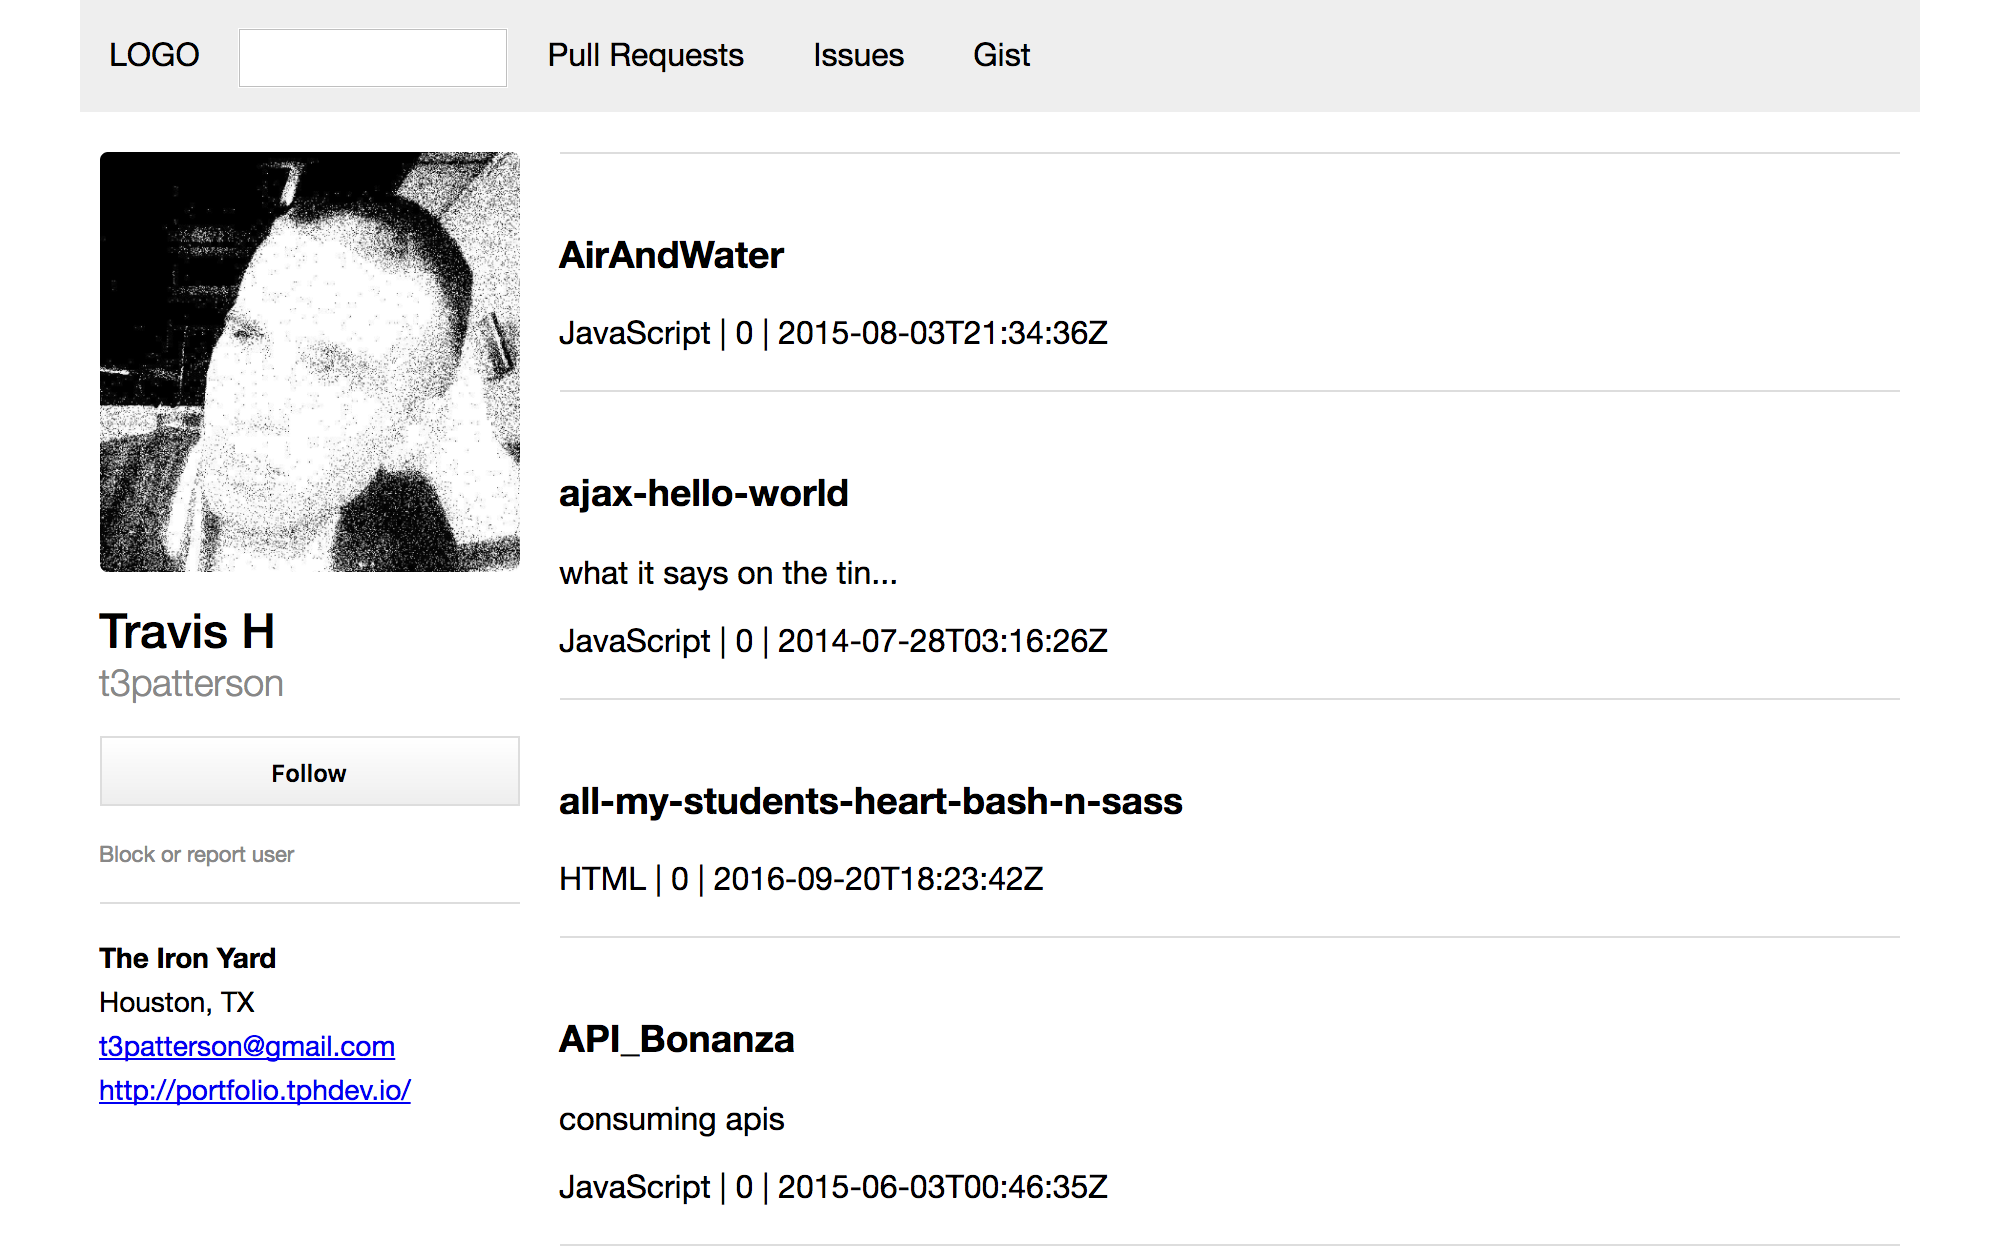 LOGO Pull Requests Issues Gist
Travis H
t3patterson
Follow
Block or report user
The Iron Yard
Houston, TX
t3patterson@gmail.com
http://portfolio.tphdev.io/
AirAndWater
JavaScript | 0 | 2015-08-03T21:34:36Z
ajax-hello-world
what it says on the tin...
JavaScript | 0 | 2014-07-28T03:16:26Z
all-my-students-heart-bash-n-sass
HTML | 0 | 2016-09-20T18:23:42Z
API_Bonanza
consuming apis
JavaScript | 0 | 2015-06-03T00:46:35Z